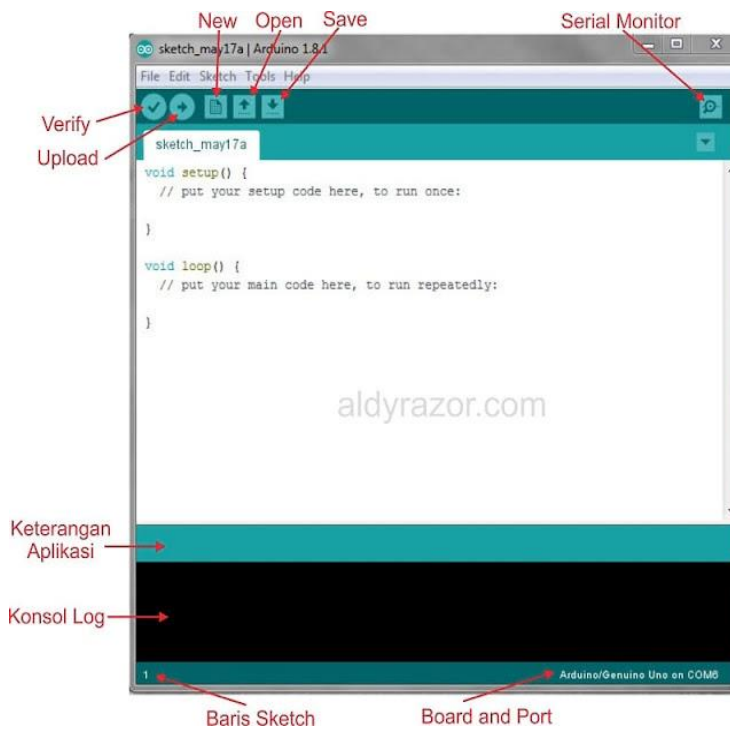 New
Open
Save
Serial Monitor
sketch_may17a | Arduino 1.8.1
File Edit Sketch Tools Help
Verify
Upload
sketch_may17a
void setup() {
// put your setup code here, to run once:
}
void loop() {
// put your main code here, to run repeatedly:
}
aldyrazor.com
Keterangan
Aplikasi
Konsol Log
1
Arduino/Genuino Uno on COM6
Baris Sketch
Board and Port